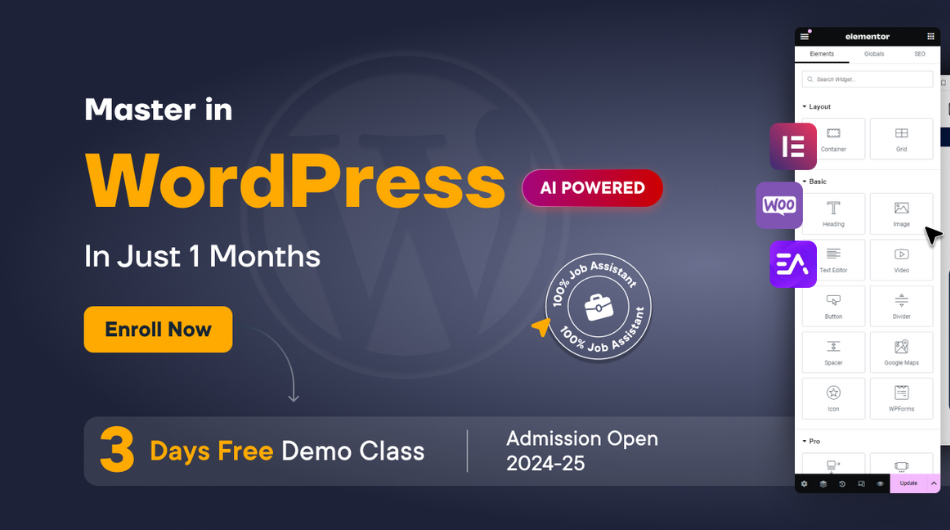 Master in
WordPress
AI POWERED
In Just 1 Months
Enroll Now
100% Job Assistant
100% Job Assistant
3 Days Free Demo Class
Admission Open
2024-25
elementor
Elements Globals SEO
Search Widget...
Layout
Container Grid
Basic
Heading Image
Text Editor Video
Button Divider
Spacer Google Maps
Icon WPForms
Pro
Update
Woo